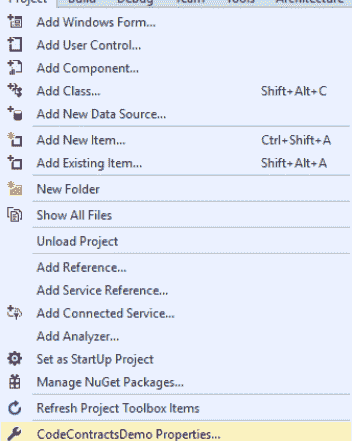 Project Build Debug Team Tools Architecture
Add Windows Form...
Add User Control...
Add Component...
Add Class... Shift+Alt+C
Add New Data Source...
Add New Item... Ctrl+Shift+A
Add Existing Item... Shift+Alt+A
New Folder
Show All Files
Unload Project
Add Reference...
Add Service Reference...
Add Connected Service...
Add Analyzer...
Set as StartUp Project
Manage NuGet Packages...
Refresh Project Toolbox Items
CodeContractsDemo Properties...